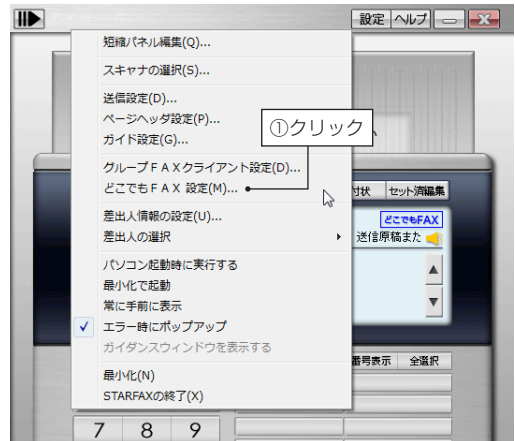 設定 ヘルプ
短縮パネル編集(Q)...
スキャナの選択(S)...
送信設定(D)...
ページヘッダ設定(P)...
ガイド設定(G)...
①クリック
グループＦＡＸクライアント設定(D)...
どこでもＦＡＸ 設定(M)...
付状 セット済編集
差出人情報の設定(U)...
どこでもFAX
差出人の選択
送信原稿また
パソコン起動時に実行する
最小化で起動
常に手前に表示
エラー時にポップアップ
ガイダンスウィンドウを表示する
番号表示 全選択
最小化(N)
STARFAXの終了(X)
7 8 9